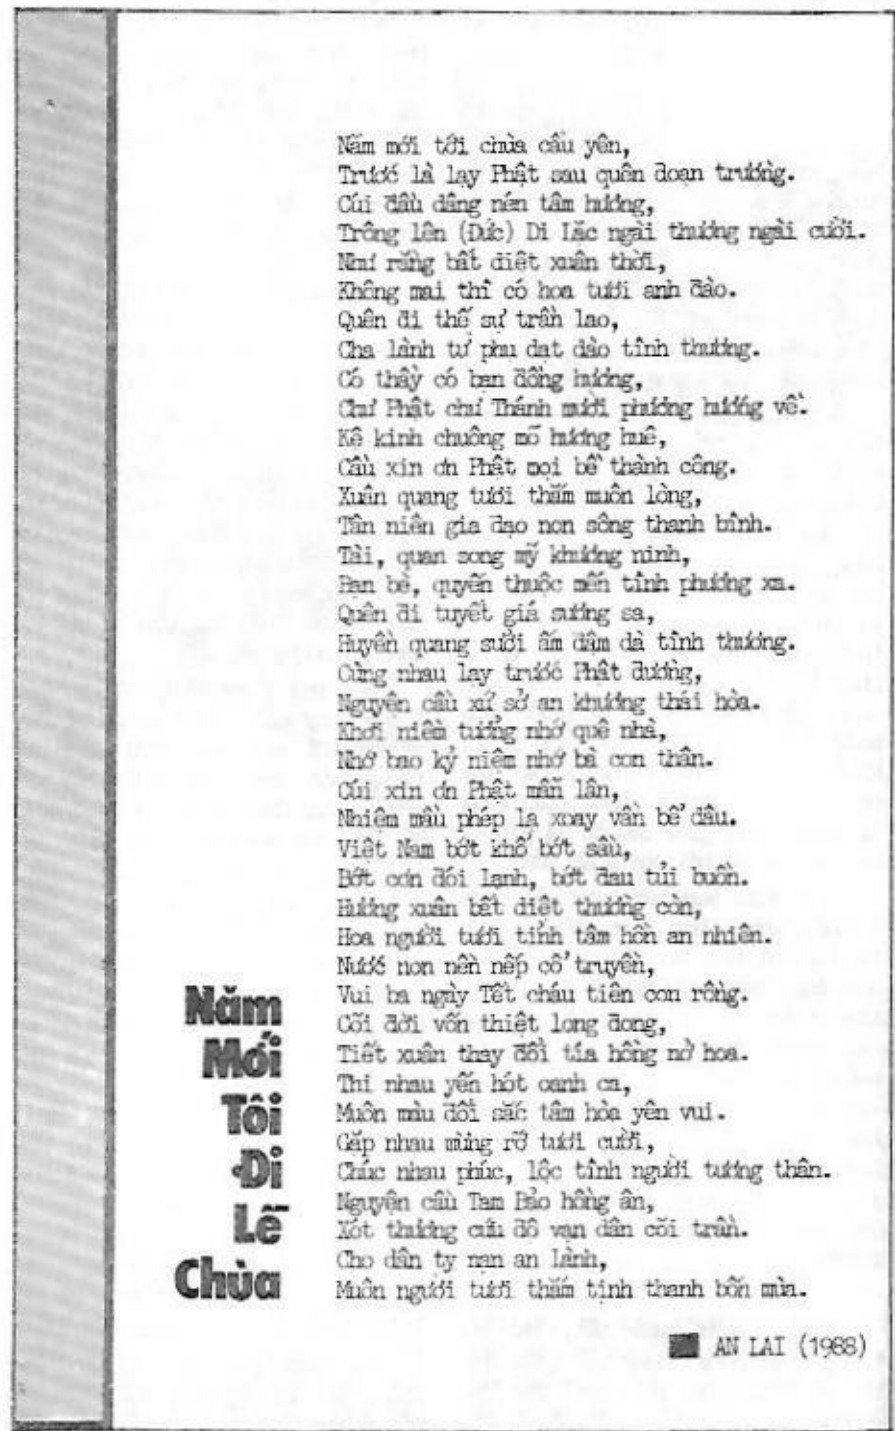 Năm mới tới chùa cầu yên,
Trước là lạy Phật sau quên đoạn trường.
Cúi đầu dâng nén tâm hương,
Trông lên (Đức) Di Lặc ngài thương ngài cười.
Như rằng bất diệt xuân thời,
Không mai thì có hoa tươi anh đào.
Quên đi thế sự trần lao,
Cha lành từ phụ dạt dào tình thương.
Có thầy có bạn đồng hương,
Chư Phật chư Thánh mười phương hướng về.
Kệ kinh chuông mõ hương huê,
Cầu xin ơn Phật mọi bề thành công.
Xuân quang tươi thắm muôn lòng,
Tân niên gia đạo non sông thanh bình.
Tài, quan song mỹ khương ninh,
Bạn bè, quyến thuộc mến tình phương xa.
Quên đi tuyết giá sương sa,
Huyền quang sưởi ấm đậm đà tình thương.
Cùng nhau lạy trước Phật đường,
Nguyện cầu xứ sở an khương thái hòa.
Khơi niềm tưởng nhớ quê nhà,
Nhớ bao kỷ niệm nhớ bà con thân.
Cúi xin ơn Phật mẫn lân,
Nhiệm mầu phép lạ xoay vần bể dâu.
Việt Nam bớt khổ bớt sầu,
Bớt cơn đói lạnh, bớt đau tủi buồn.
Hương xuân bất diệt thường còn,
Hoa người tươi tỉnh tâm hồn an nhiên.
Nước non nền nếp cổ truyền,
Vui ba ngày Tết cháu tiên con rồng.
Cõi đời vốn thiệt long đong,
Tiết xuân thay đổi tía hồng nở hoa.
Thi nhau yến hót oanh ca,
Muôn màu đổi sắc tâm hòa yên vui.
Gặp nhau mừng rỡ tươi cười,
Chúc nhau phúc, lộc tình người tương thân.
Nguyện cầu Tam Bảo hồng ân,
Xót thương cứu độ vạn dân cõi trần.
Cho dân tỵ nạn an lành,
Muôn người tươi thắm tịnh thanh bốn mùa.
Năm
Mới
Tôi
Đi
Lễ
Chùa
AN LAI (1988)